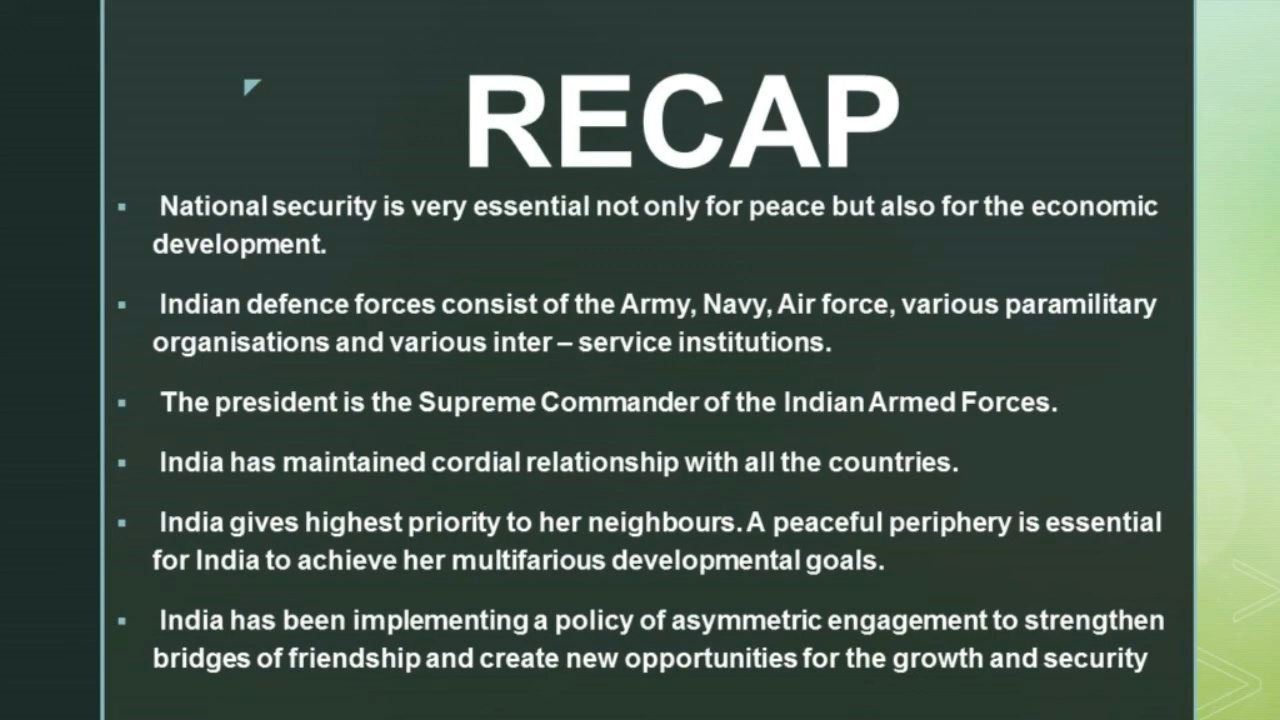 RECAP
National security is very essential not only for peace but also for the economic
development.
Indian defence forces consist of the Army, Navy, Air force, various paramilitary
organisations and various inter – service institutions.
The president is the Supreme Commander of the Indian Armed Forces.
India has maintained cordial relationship with all the countries.
India gives highest priority to her neighbours. A peaceful periphery is essential
for India to achieve her multifarious developmental goals.
India has been implementing a policy of asymmetric engagement to strengthen
bridges of friendship and create new opportunities for the growth and security